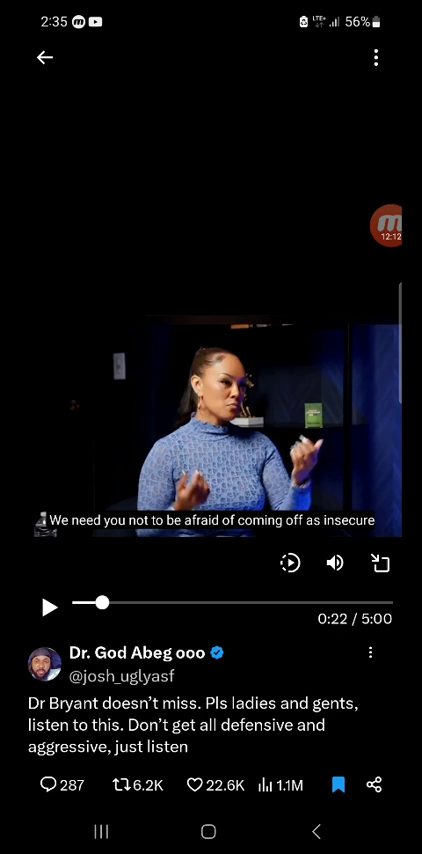 2:35
LTE+
56%
12:12
We need you not to be afraid of coming off as insecure
0:22 / 5:00
Dr. God Abeg ooo
@josh_uglyasf
Dr Bryant doesn't miss. Pls ladies and gents,
listen to this. Don't get all defensive and
aggressive, just listen
287 6.2K 22.6K 1.1M